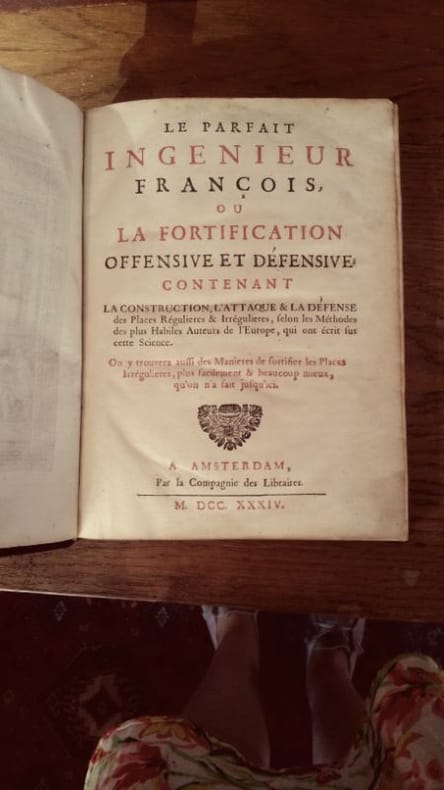 LE PARFAIT
INGENIEUR
FRANÇOIS,
OU
LA FORTIFICATION
OFFENSIVE ET DÉFENSIVE;
CONTENANT
LA CONSTRUCTION, L'ATTAQUE & LA DÉFENSE
des Places Régulieres & Irrégulieres, selon les Méthodes
des plus Habiles Auteurs de l'Europe, qui ont écrit sur
cette Science.
On y trouvera aussi des Manieres de fortifier les Places
Irrégulieres, plus facilement & beaucoup mieux,
qu'on n'a fait jusqu'ici.
A AMSTERDAM,
Par la Compagnie des Libraires.
M. DCC. XXXIV.